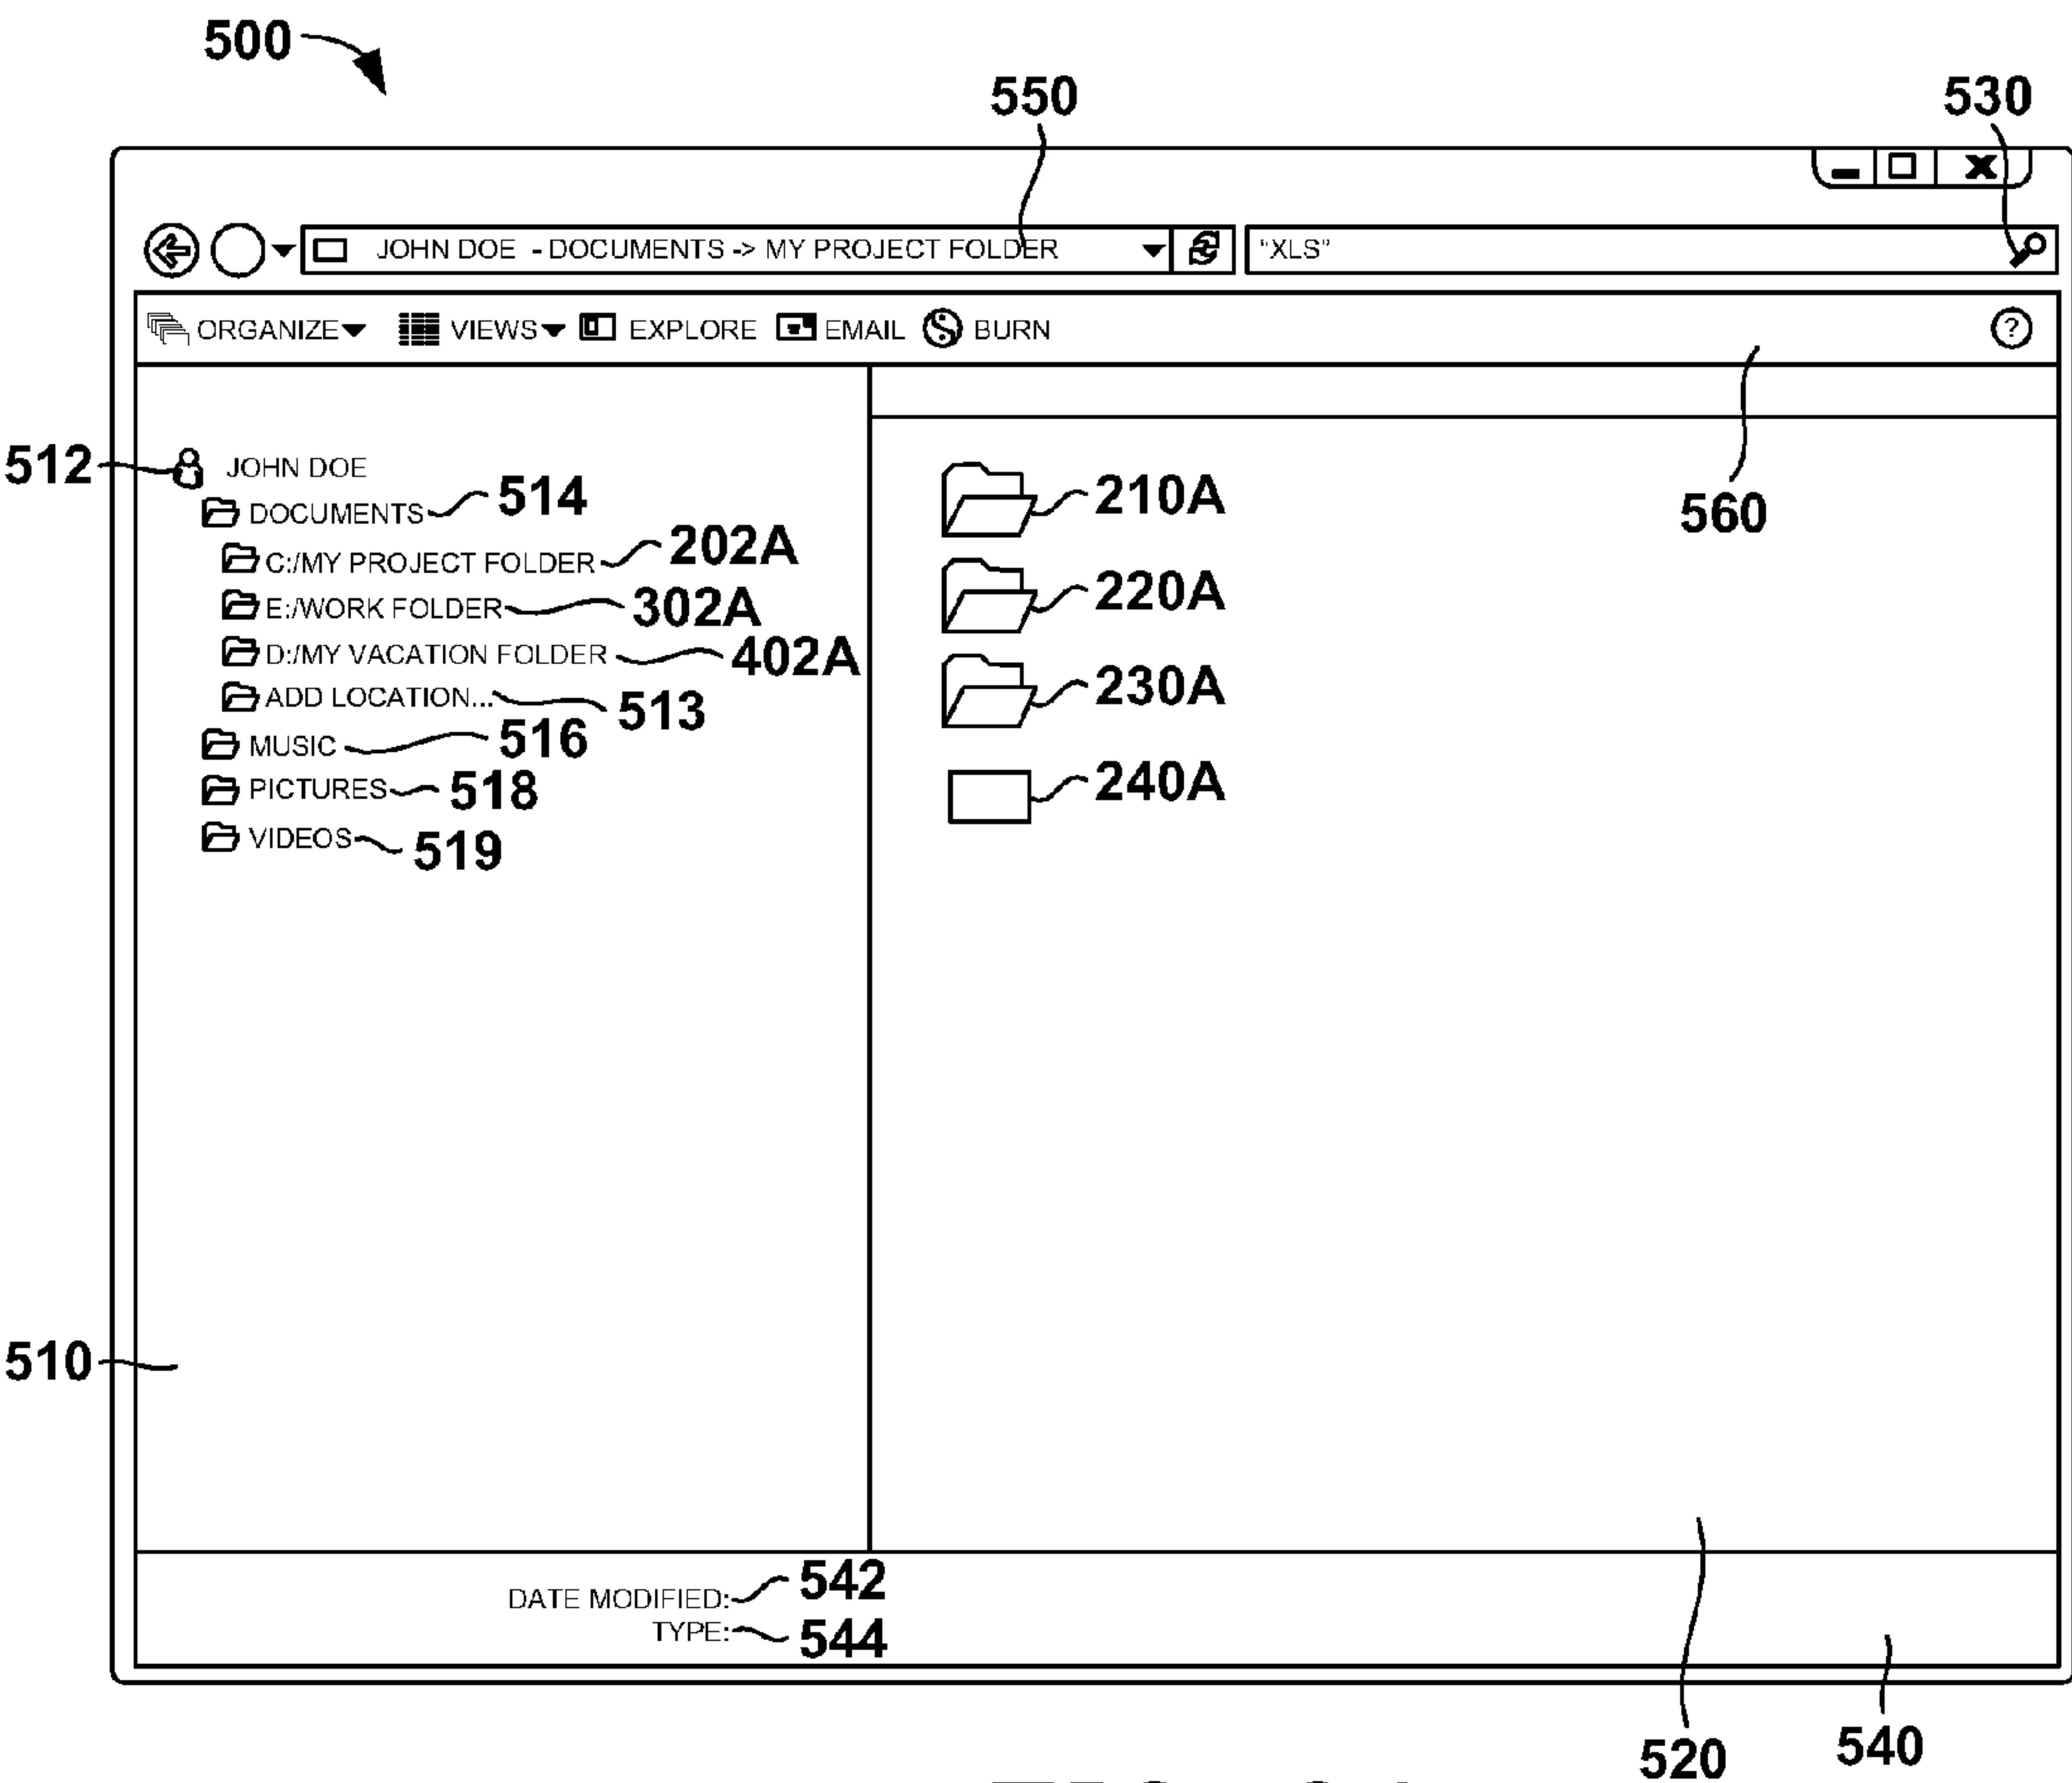 500
550
530
JOHN DOE - DOCUMENTS -> MY PROJECT FOLDER
"XLS"
ORGANIZE VIEWS EXPLORE EMAIL BURN ?
512 JOHN DOE
DOCUMENTS 514
C:/MY PROJECT FOLDER 202A
E:/WORK FOLDER 302A
D:/MY VACATION FOLDER 402A
ADD LOCATION... 513
MUSIC 516
PICTURES 518
VIDEOS 519
210A
220A
230A
240A
560
510
DATE MODIFIED: 542
TYPE: 544
520
540